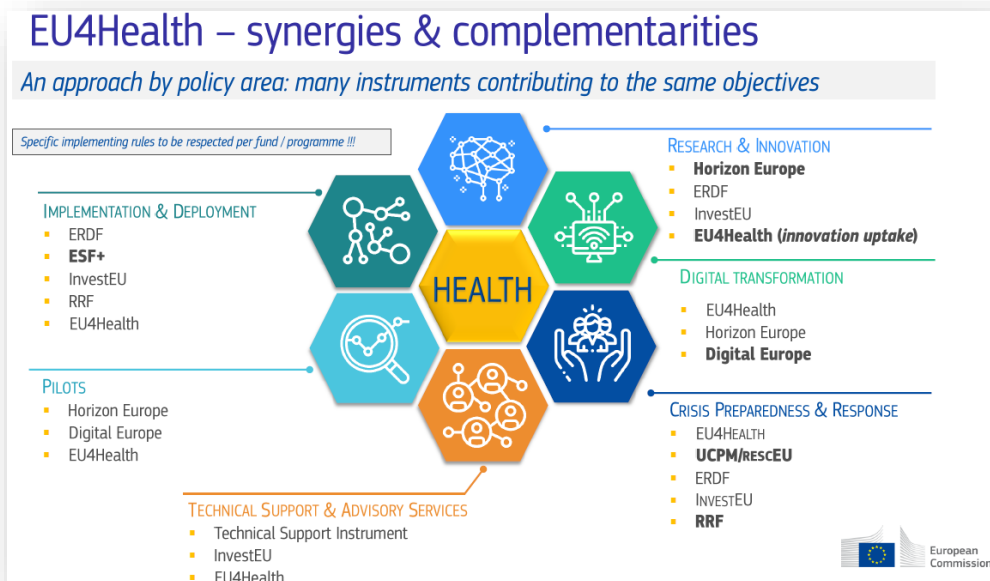 EU4Health – synergies & complementarities
An approach by policy area: many instruments contributing to the same objectives
Specific implementing rules to be respected per fund / programme !!!
RESEARCH & INNOVATION
Horizon Europe
ERDF
InvestEU
EU4Health (innovation uptake)
IMPLEMENTATION & DEPLOYMENT
ERDF
ESF+
InvestEU
RRF
EU4Health
HEALTH
DIGITAL TRANSFORMATION
EU4Health
Horizon Europe
Digital Europe
PILOTS
Horizon Europe
Digital Europe
EU4Health
CRISIS PREPAREDNESS & RESPONSE
EU4HEALTH
UCPM/RESCEU
ERDF
INVESTEU
RRF
TECHNICAL SUPPORT & ADVISORY SERVICES
Technical Support Instrument
InvestEU
EU4Health
European
Commission